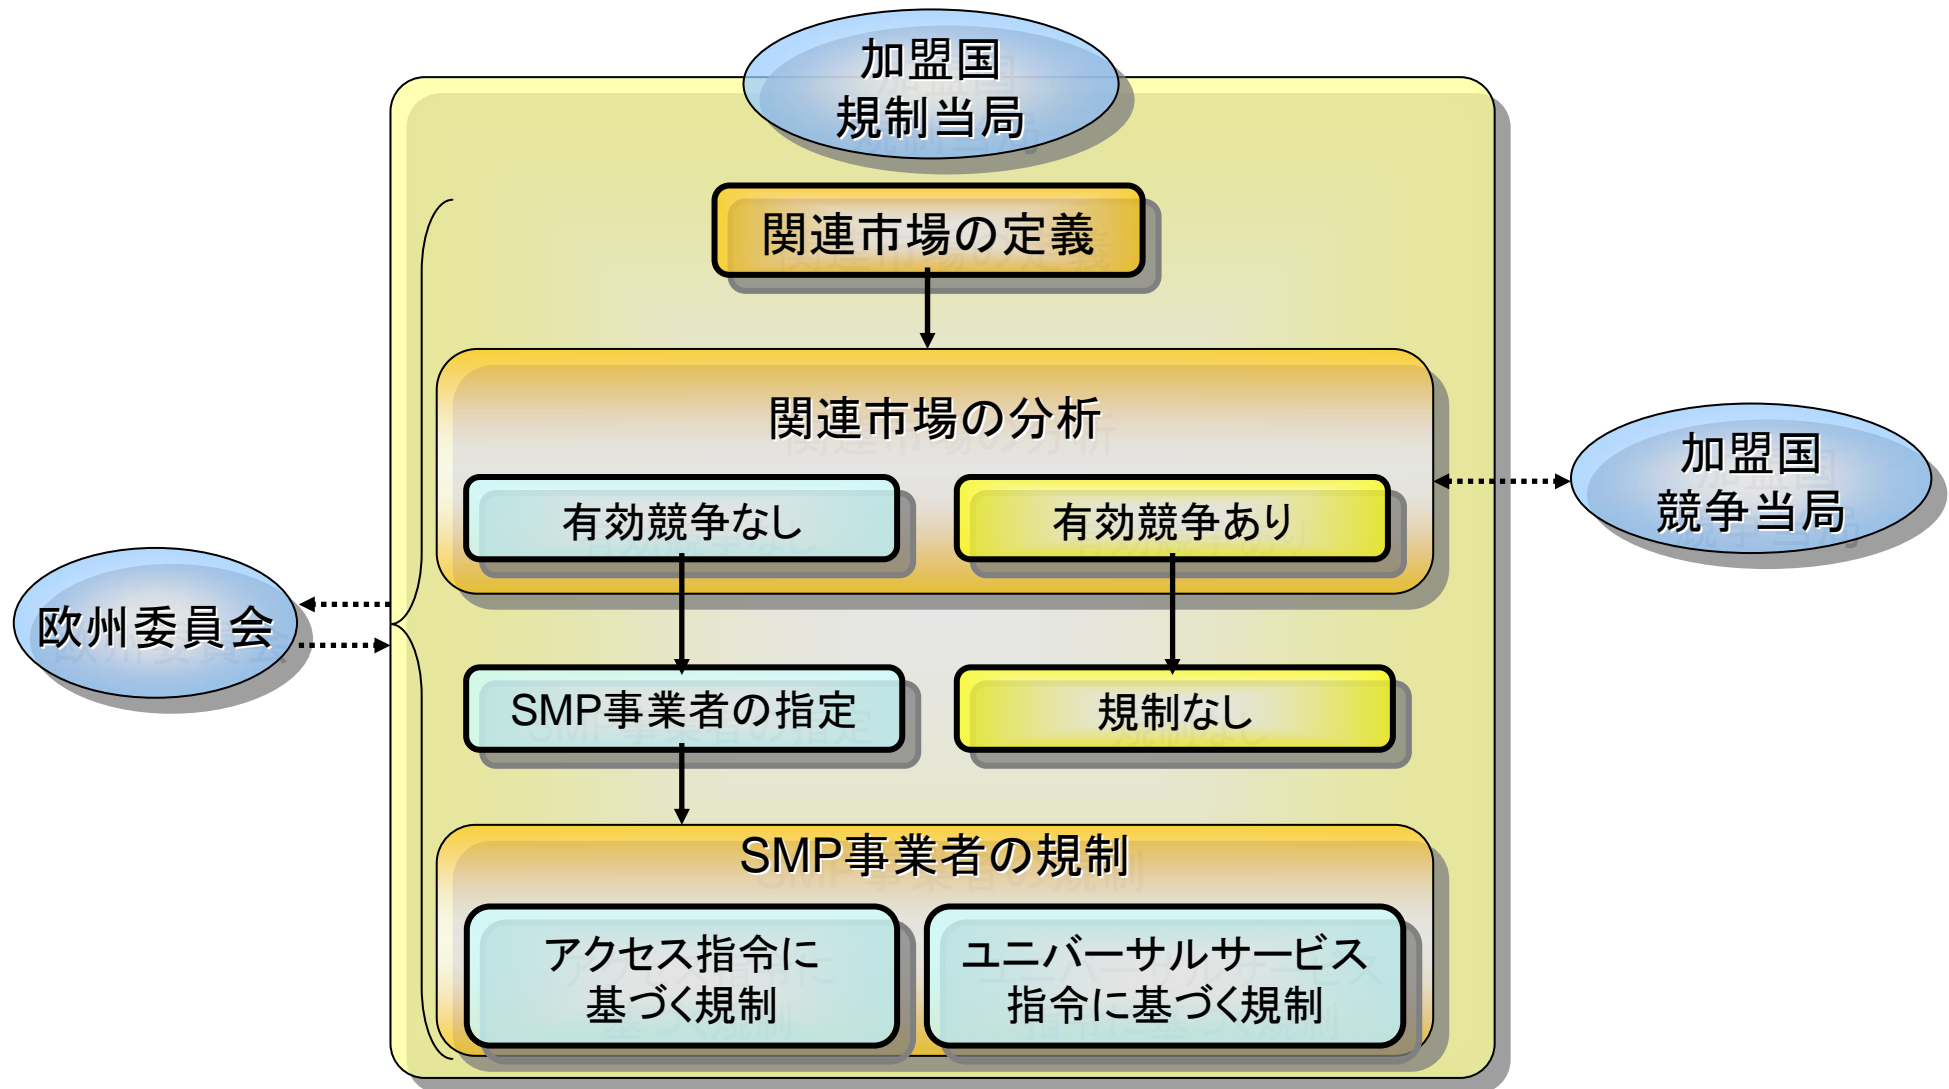 加盟国
規制当局
関連市場の定義
関連市場の分析
有効競争なし
有効競争あり
加盟国
競争当局
欧州委員会
SMP事業者の指定
規制なし
SMP事業者の規制
アクセス指令に
基づく規制
ユニバーサルサービス
指令に基づく規制